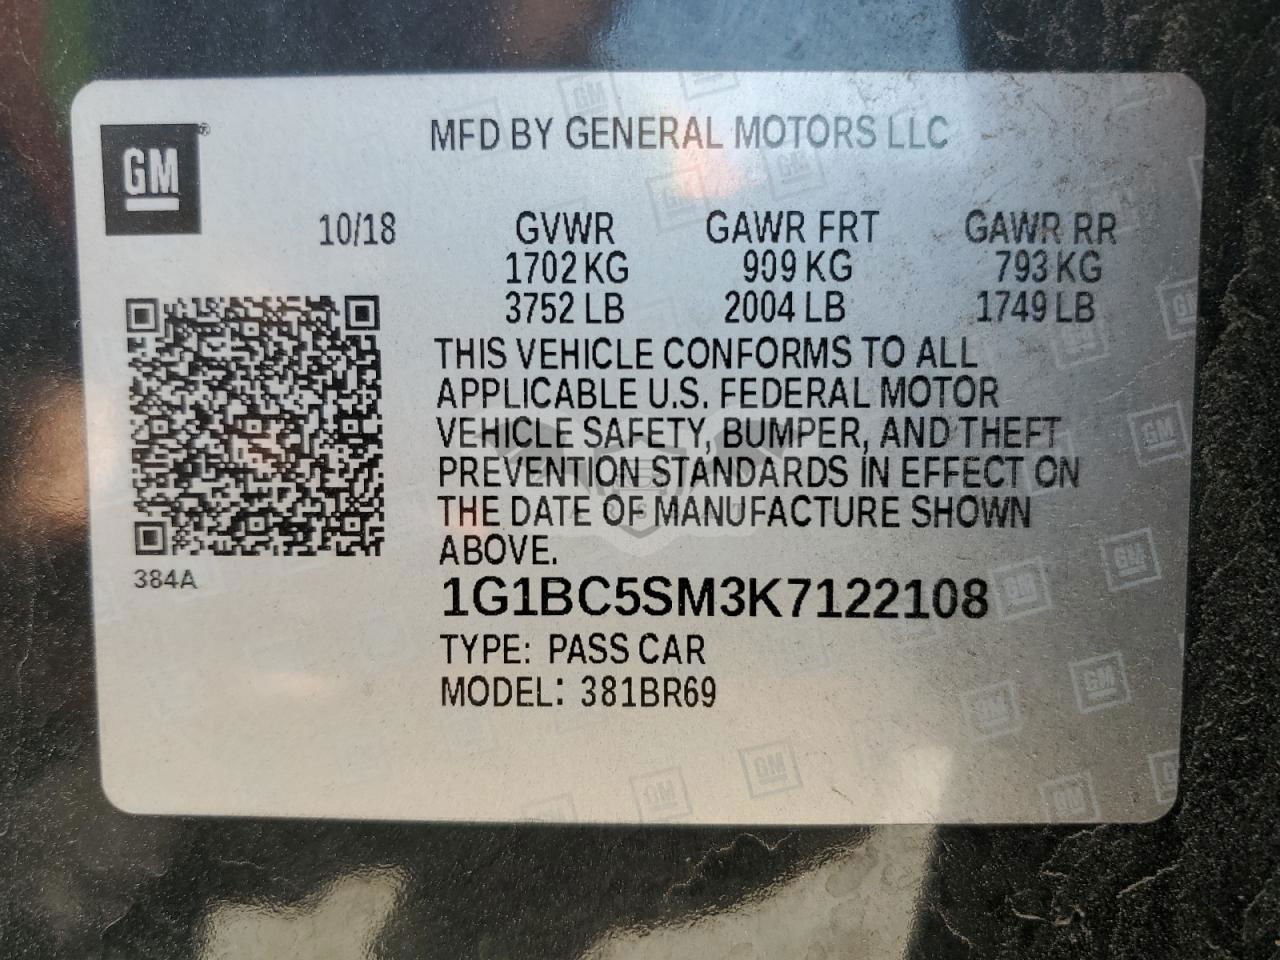 GM
MFD BY GENERAL MOTORS LLC
10/18
GVWR GAWR FRT GAWR RR
1702 KG 909 KG 793 KG
3752 LB 2004 LB 1749 LB
THIS VEHICLE CONFORMS TO ALL
APPLICABLE U.S. FEDERAL MOTOR
VEHICLE SAFETY, BUMPER, AND THEFT
PREVENTION STANDARDS IN EFFECT ON
THE DATE OF MANUFACTURE SHOWN
ABOVE.
384A
1G1BC5SM3K7122108
TYPE: PASS CAR
MODEL: 381BR69